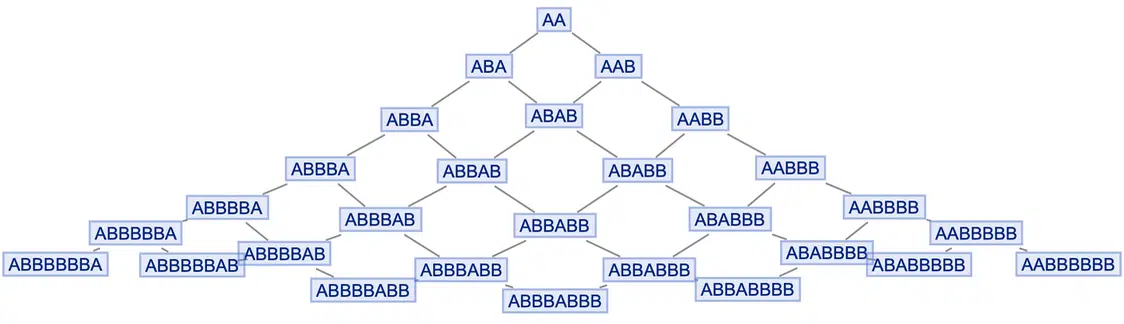 AA
ABA AAB
ABBA ABAB AABB
ABBBA ABBAB ABABB AABBB
ABBBBA ABBBAB ABBABB ABABBB AABBBB
ABBBBBA ABBBBAB ABBBABB ABBABBB ABABBBB AABBBBB
ABBBBBBA ABBBBBAB ABBBBABB ABBBABBB ABBABBBB ABABBBBB AABBBBBB